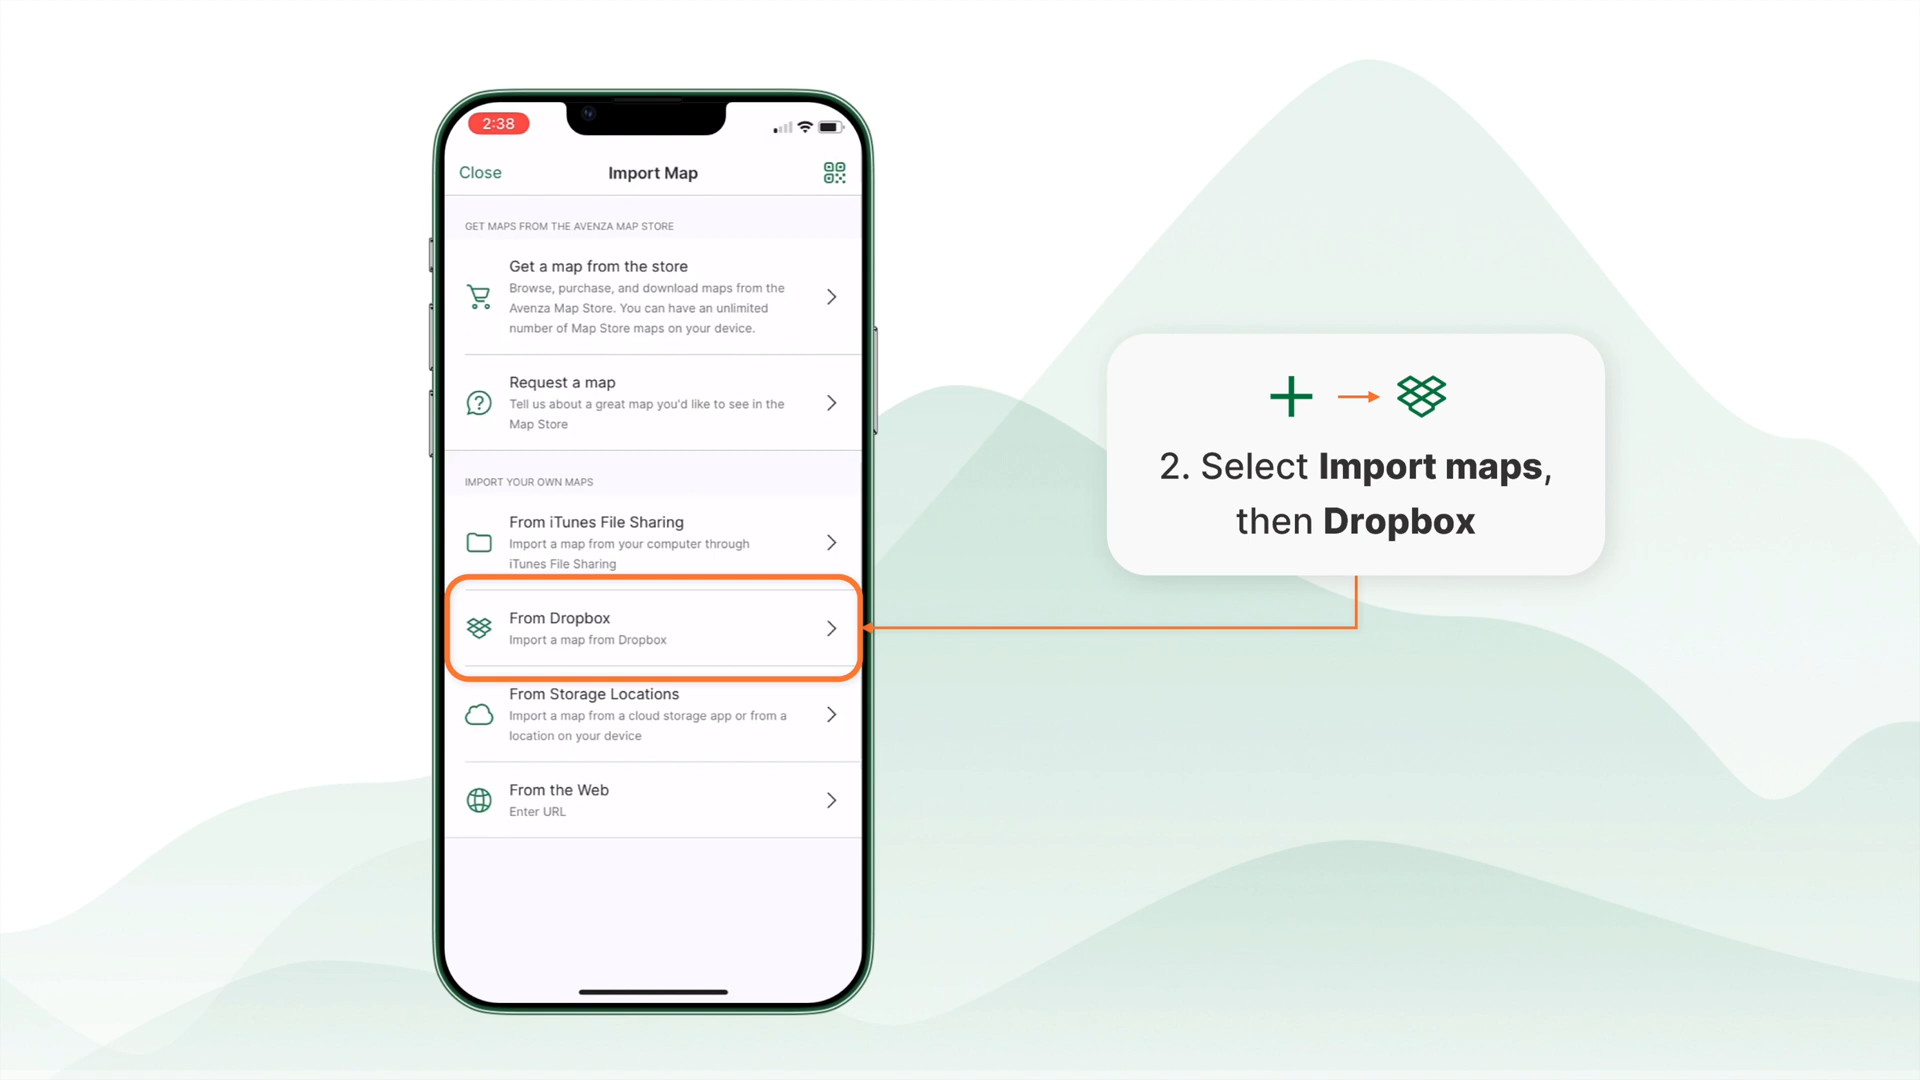 2:38
Close
Import Map
GET MAPS FROM THE AVENZA MAP STORE
Get a map from the store
Browse, purchase, and download maps from the
Avenza Map Store. You can have an unlimited
number of Map Store maps on your device.
Request a map
Tell us about a great map you'd like to see in the
Map Store
IMPORT YOUR OWN MAPS
From iTunes File Sharing
Import a map from your computer through
iTunes File Sharing
From Dropbox
Import a map from Dropbox
From Storage Locations
Import a map from a cloud storage app or from a
location on your device
From the Web
Enter URL
2. Select Import maps,
then Dropbox